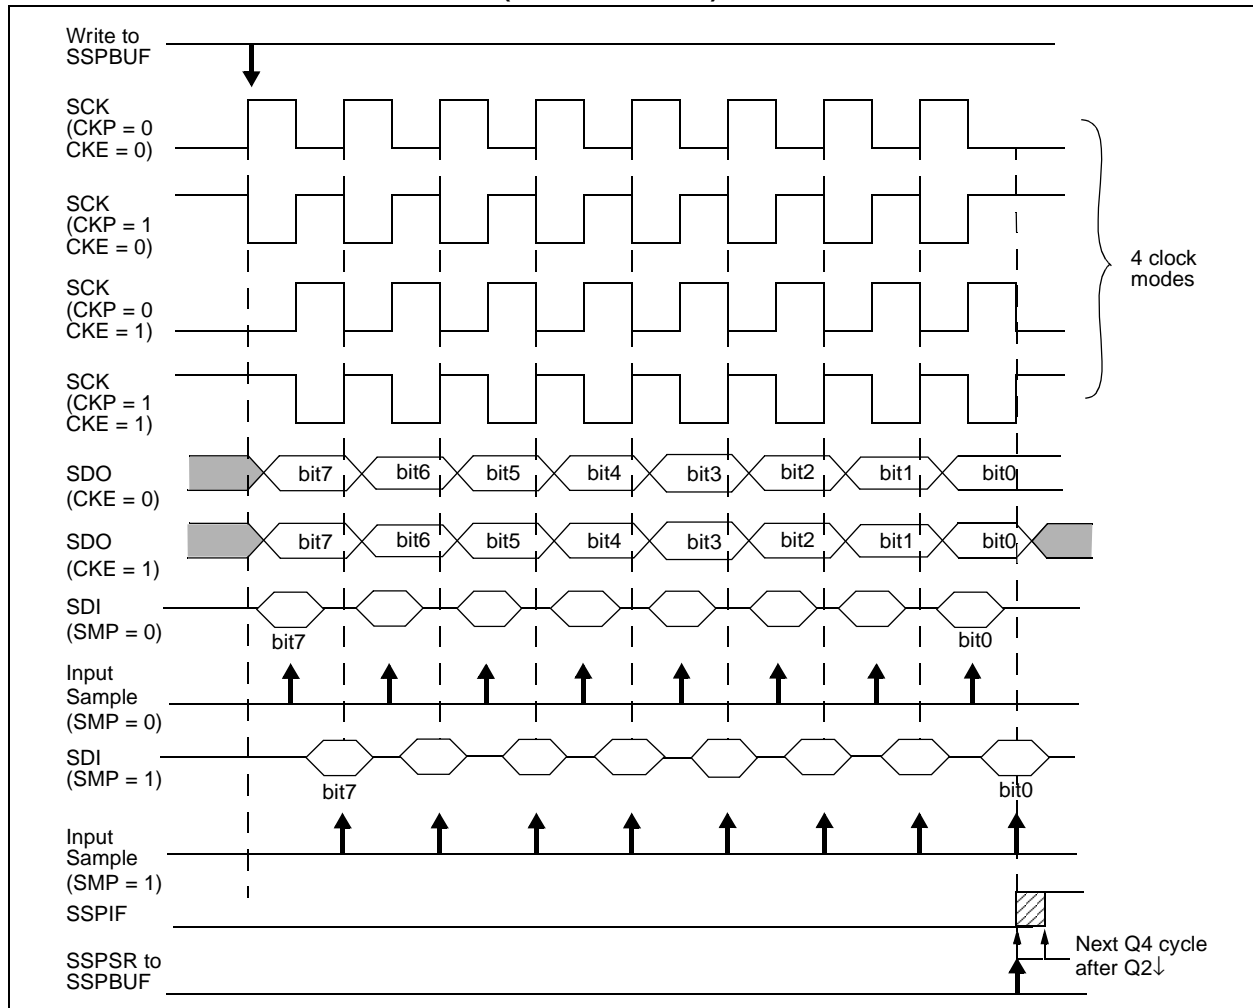 Write to
SSPBUF
SCK
(CKP = 0
CKE = 0)
SCK
(CKP = 1
CKE = 0)
SCK
(CKP = 0
CKE = 1)
SCK
(CKP = 1
CKE = 1)
4 clock
modes
SDO
(CKE = 0)
bit7 bit6 bit5 bit4 bit3 bit2 bit1 bit0
SDO
(CKE = 1)
bit7 bit6 bit5 bit4 bit3 bit2 bit1 bit0
SDI
(SMP = 0)
bit7 bit0
Input
Sample
(SMP = 0)
SDI
(SMP = 1)
bit7 bit0
Input
Sample
(SMP = 1)
SSPIF
Next Q4 cycle
after Q2↓
SSPSR to
SSPBUF